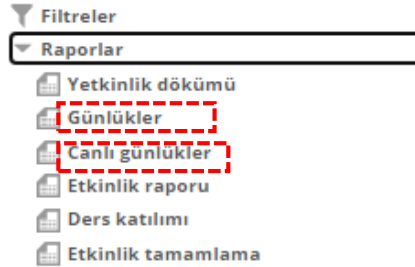 Filtreler
Raporlar
Yetkinlik dökümü
Günlükler
Canlı günlükler
Etkinlik raporu
Ders katılımı
Etkinlik tamamlama